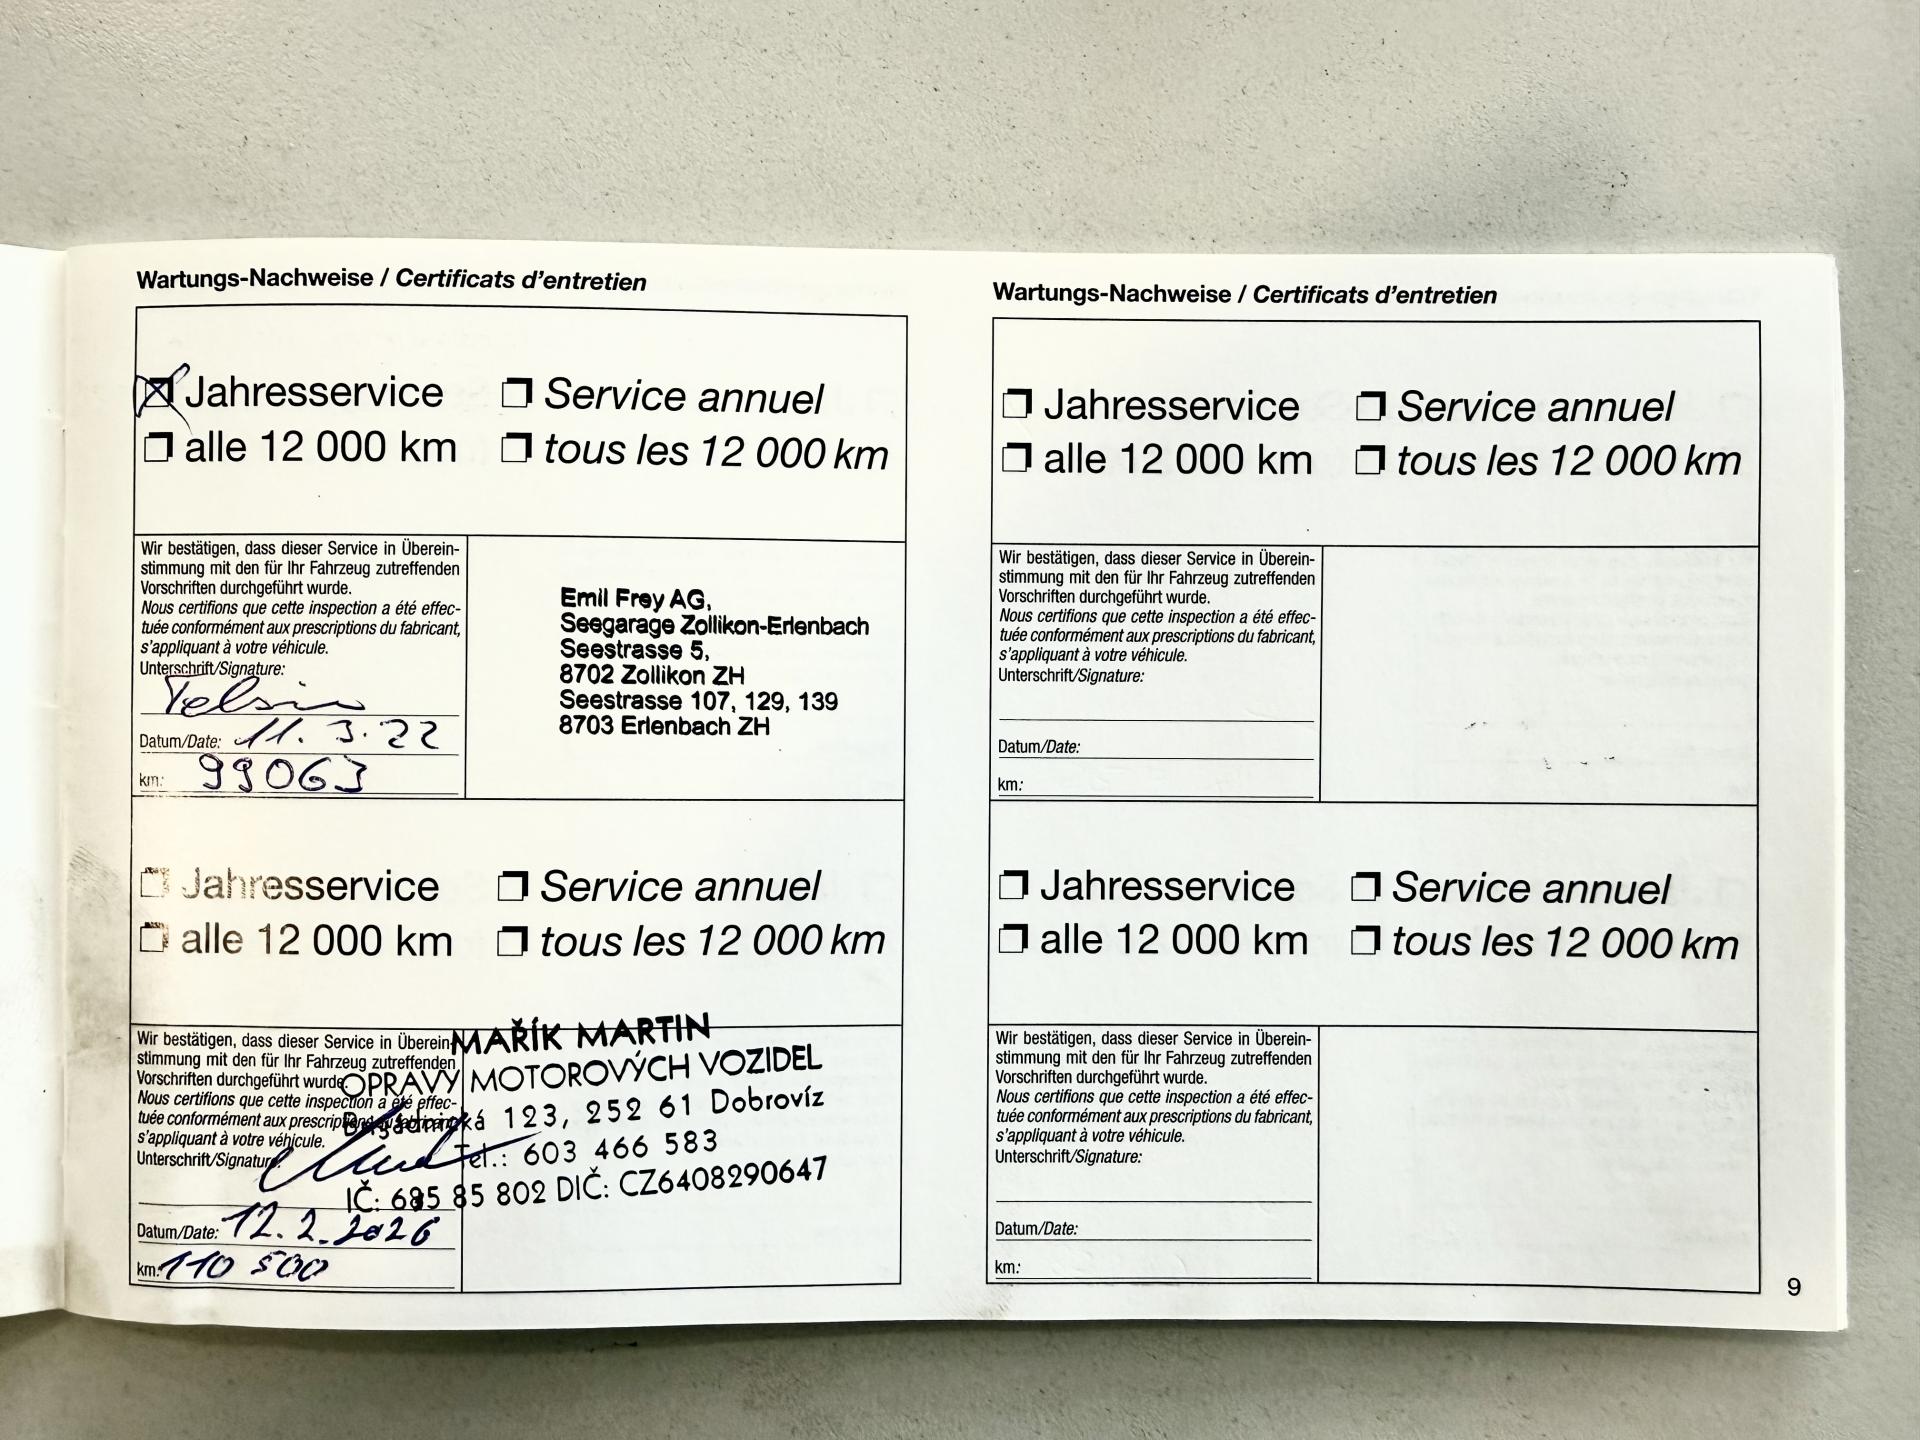 Wartungs-Nachweise / Certificats d'entretien
Jahresservice
Service annuel
alle 12 000 km
tous les 12 000 km
Wir bestätigen, dass dieser Service in Überein-
stimmung mit den für Ihr Fahrzeug zutreffenden
Vorschriften durchgeführt wurde.
Nous certifions que cette inspection a été effec-
tuée conformément aux prescriptions du fabricant,
s'appliquant à votre véhicule.
Unterschrift/Signature:
Datum/Date: 11.3.22
km: 99063
Emil Frey AG,
Seegarage Zollikon-Erlenbach
Seestrasse 5,
8702 Zollikon ZH
Seestrasse 107, 129, 139
8703 Erlenbach ZH
Jahresservice
Service annuel
alle 12 000 km
tous les 12 000 km
Wir bestätigen, dass dieser Service in Überein-
stimmung mit den für Ihr Fahrzeug zutreffenden
Vorschriften durchgeführt wurde
Nous certifions que cette inspection a été effec-
tuée conformément aux prescriptions du fabricant,
s'appliquant à votre véhicule.
Unterschrift/Signature:
Datum/Date: 12.2.2026
km: 110 500
MAŘÍK MARTIN
OPRAVY MOTOROVÝCH VOZIDEL
123, 252 61 Dobrovíz
Tel.: 603 466 583
IČ: 685 85 802 DIČ: CZ6408290647
Wartungs-Nachweise / Certificats d'entretien
Jahresservice
Service annuel
alle 12 000 km
tous les 12 000 km
Wir bestätigen, dass dieser Service in Überein-
stimmung mit den für Ihr Fahrzeug zutreffenden
Vorschriften durchgeführt wurde.
Nous certifions que cette inspection a été effec-
tuée conformément aux prescriptions du fabricant,
s'appliquant à votre véhicule.
Unterschrift/Signature:
Datum/Date:
km:
Jahresservice
Service annuel
alle 12 000 km
tous les 12 000 km
Wir bestätigen, dass dieser Service in Überein-
stimmung mit den für Ihr Fahrzeug zutreffenden
Vorschriften durchgeführt wurde.
Nous certifions que cette inspection a été effec-
tuée conformément aux prescriptions du fabricant,
s'appliquant à votre véhicule.
Unterschrift/Signature:
Datum/Date:
km:
9